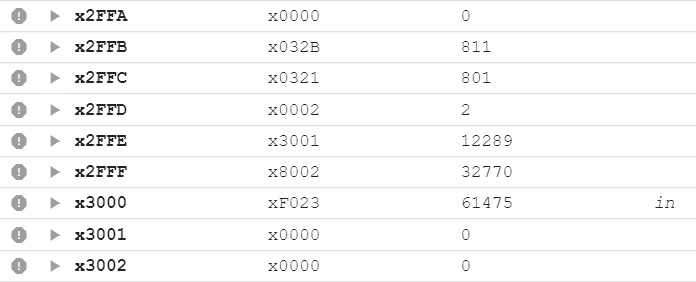 x2FFA x0000 0
x2FFB x032B 811
x2FFC x0321 801
x2FFD x0002 2
x2FFE x3001 12289
x2FFF x8002 32770
x3000 xF023 61475 in
x3001 x0000 0
x3002 x0000 0